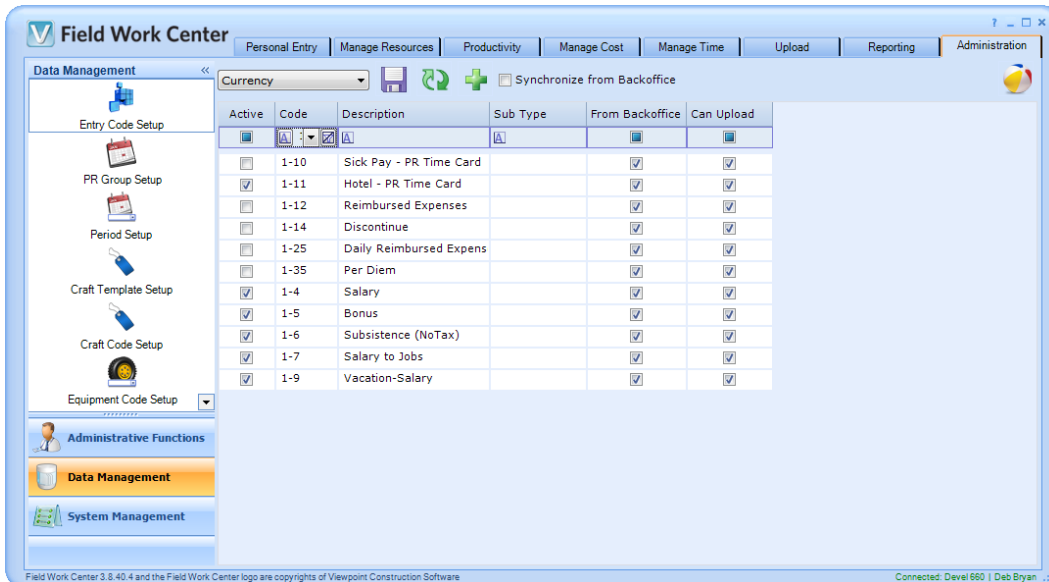 Field Work Center
? _ □ ×
Personal Entry Manage Resources Productivity Manage Cost Manage Time Upload Reporting Administration
Data Management «
Currency Synchronize from Backoffice
Entry Code Setup
PR Group Setup
Period Setup
Craft Template Setup
Craft Code Setup
Equipment Code Setup
Administrative Functions
Data Management
System Management
Active Code Description Sub Type From Backoffice Can Upload
A : A A
1-10 Sick Pay - PR Time Card
1-11 Hotel - PR Time Card
1-12 Reimbursed Expenses
1-14 Discontinue
1-25 Daily Reimbursed Expens
1-35 Per Diem
1-4 Salary
1-5 Bonus
1-6 Subsistence (NoTax)
1-7 Salary to Jobs
1-9 Vacation-Salary
Field Work Center 3.8.40.4 and the Field Work Center logo are copyrights of Viewpoint Construction Software
Connected: Devel660 | Deb Bryan